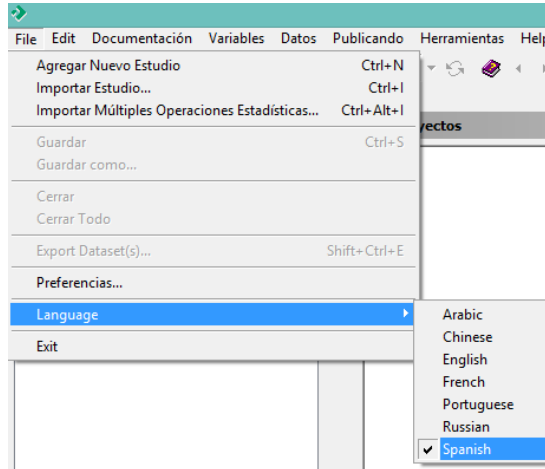 File Edit Documentación Variables Datos Publicando Herramientas Help
Agregar Nuevo Estudio Ctrl+N
Importar Estudio... Ctrl+I
Importar Múltiples Operaciones Estadísticas... Ctrl+Alt+I
Guardar Ctrl+S
Guardar como...
Cerrar
Cerrar Todo
Export Dataset(s)... Shift+Ctrl+E
Preferencias...
Language
Exit
yectos
Arabic
Chinese
English
French
Portuguese
Russian
Spanish